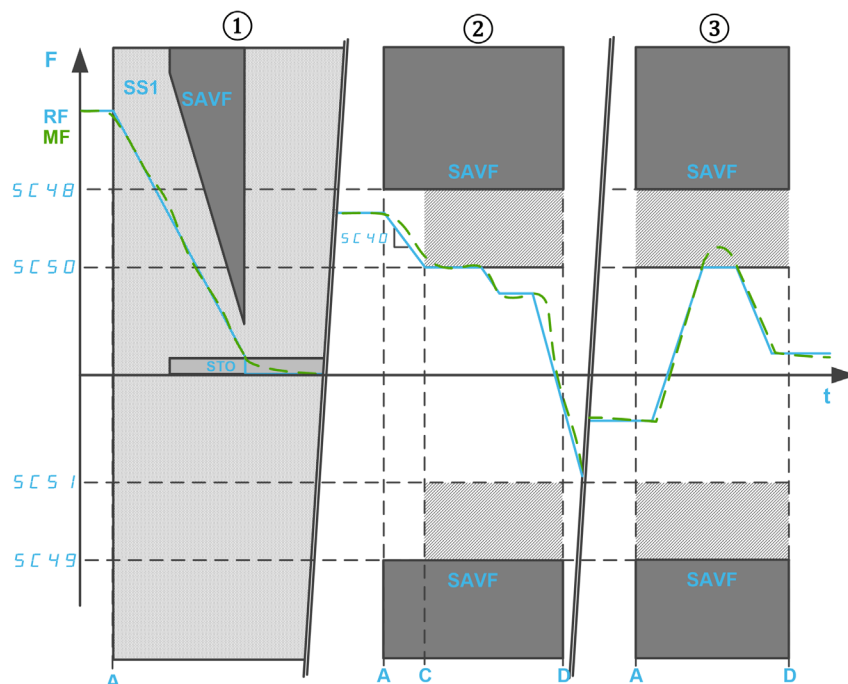 ① ② ③
F
SS1
SAVF
RF
MF
SAVF SAVF
SC48
SC40
SC50
STO
t
SC51
SC49
SAVF SAVF
A A C D A D